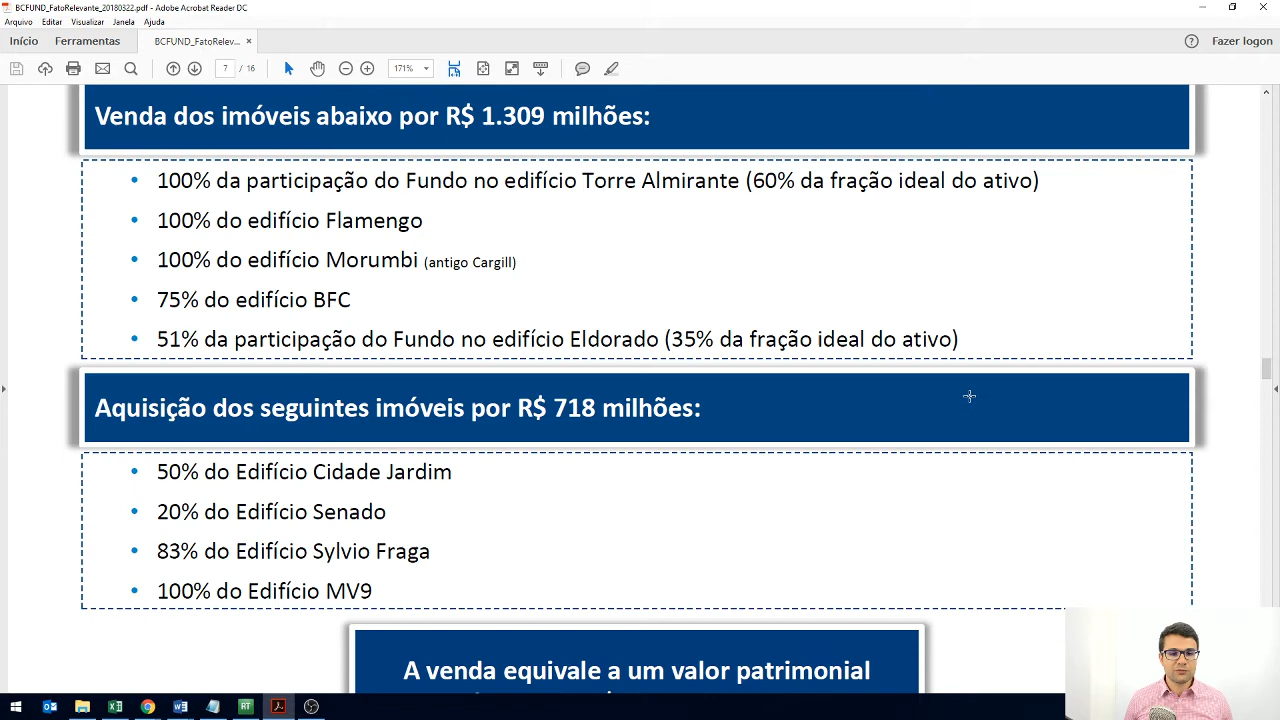 BCFUND_FatoRelevante_20180322.pdf - Adobe Acrobat Reader DC
Arquivo Editar Visualizar Janela Ajuda
Início Ferramentas BCFUND_FatoRelev... × Fazer logon
7 / 16 171%
Venda dos imóveis abaixo por R$ 1.309 milhões:
• 100% da participação do Fundo no edifício Torre Almirante (60% da fração ideal do ativo)
• 100% do edifício Flamengo
• 100% do edifício Morumbi (antigo Cargill)
• 75% do edifício BFC
• 51% da participação do Fundo no edifício Eldorado (35% da fração ideal do ativo)
Aquisição dos seguintes imóveis por R$ 718 milhões:
• 50% do Edifício Cidade Jardim
• 20% do Edifício Senado
• 83% do Edifício Sylvio Fraga
• 100% do Edifício MV9
A venda equivale a um valor patrimonial
RT